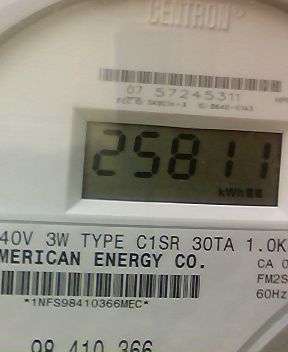 CENTRON®
07 57245311
25811
kWh
40V 3W TYPE C1SR 30TA 1.0K
MERICAN ENERGY CO.
CA 0
FM2S
60Hz
*1NFS98410366MEC*
98 410 366